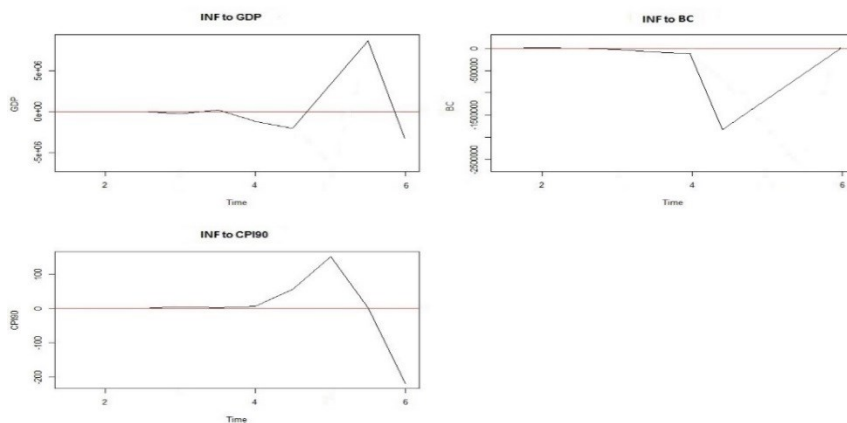 INF to GDP
GDP
5e+06
0e+00
-5e+06
2
4
6
Time
INF to BC
BC
0
-500000
-1500000
-2500000
2
4
6
Time
INF to CPI90
CPI90
100
0
-100
-200
2
4
6
Time